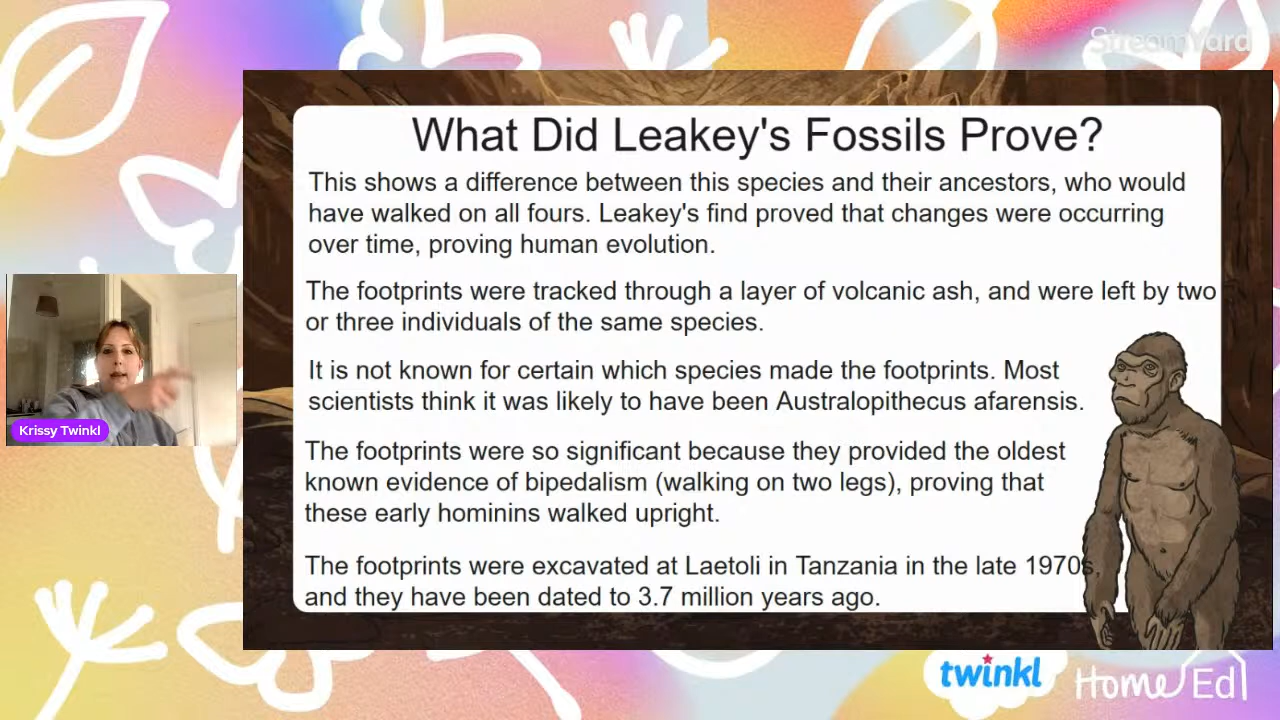 StreamYard
What Did Leakey's Fossils Prove?
This shows a difference between this species and their ancestors, who would
have walked on all fours. Leakey's find proved that changes were occurring
over time, proving human evolution.
The footprints were tracked through a layer of volcanic ash, and were left by two
or three individuals of the same species.
It is not known for certain which species made the footprints. Most
scientists think it was likely to have been Australopithecus afarensis.
The footprints were so significant because they provided the oldest
known evidence of bipedalism (walking on two legs), proving that
these early hominins walked upright.
The footprints were excavated at Laetoli in Tanzania in the late 1970s,
and they have been dated to 3.7 million years ago.
Krissy Twinkl
twinkl Home Ed